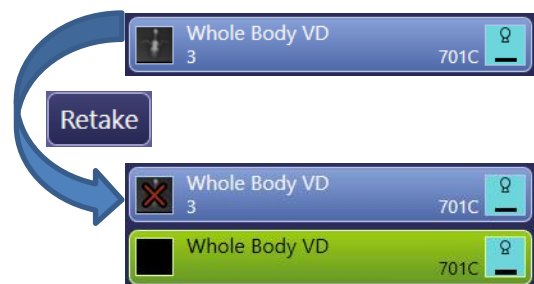 Whole Body VD
3 701C
Retake
Whole Body VD
3 701C
Whole Body VD
701C